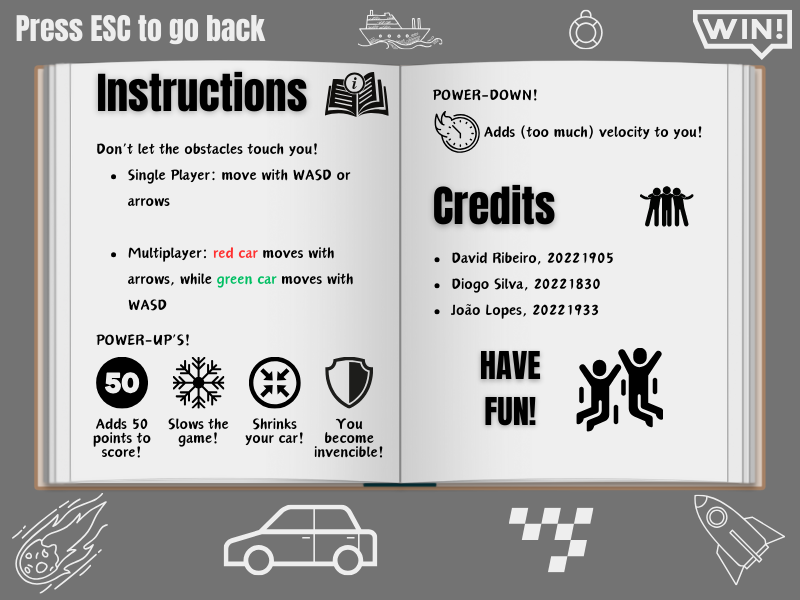 Press ESC to go back
WIN!
Instructions
i
Don't let the obstacles touch you!
• Single Player: move with WASD or
arrows
• Multiplayer: red car moves with
arrows, while green car moves with
WASD
POWER-UP'S!
50
Adds 50
points to
score!
Slows the
game!
Shrinks
your car!
You
become
invencible!
POWER-DOWN!
Adds (too much) velocity to you!
Credits
• David Ribeiro, 20221905
• Diogo Silva, 20221830
• João Lopes, 20221933
HAVE
FUN!